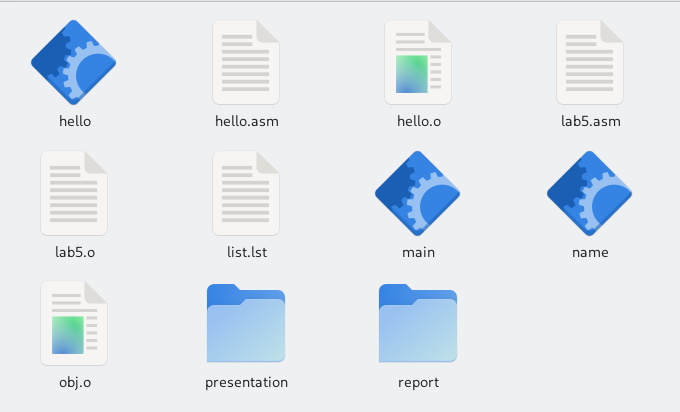 hello
hello.asm
hello.o
lab5.asm
lab5.o
list.lst
main
name
obj.o
presentation
report